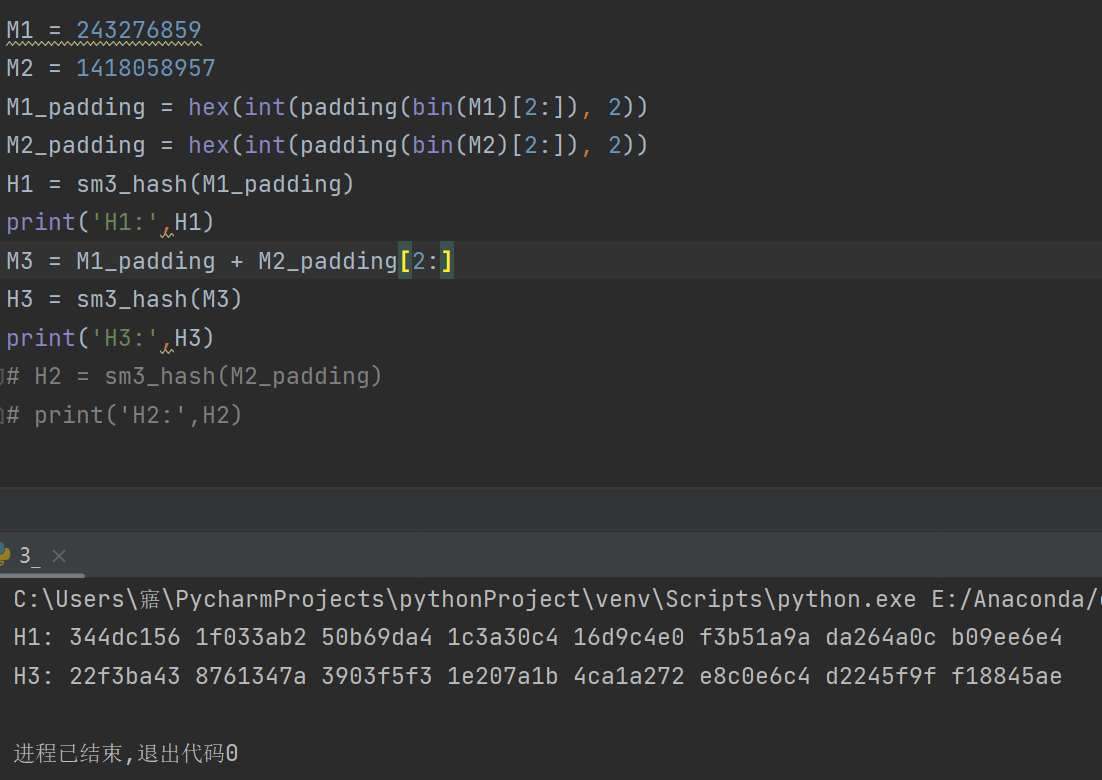 M1 = 243276859
M2 = 1418058957
M1_padding = hex(int(padding(bin(M1)[2:]), 2))
M2_padding = hex(int(padding(bin(M2)[2:]), 2))
H1 = sm3_hash(M1_padding)
print('H1:',H1)
M3 = M1_padding + M2_padding[2:]
H3 = sm3_hash(M3)
print('H3:',H3)
# H2 = sm3_hash(M2_padding)
# print('H2:',H2)
3_
C:\Users\寤\PycharmProjects\pythonProject\venv\Scripts\python.exe E:/Anaconda/
H1: 344dc156 1f033ab2 50b69da4 1c3a30c4 16d9c4e0 f3b51a9a da264a0c b09ee6e4
H3: 22f3ba43 8761347a 3903f5f3 1e207a1b 4ca1a272 e8c0e6c4 d2245f9f f18845ae
进程已结束,退出代码0